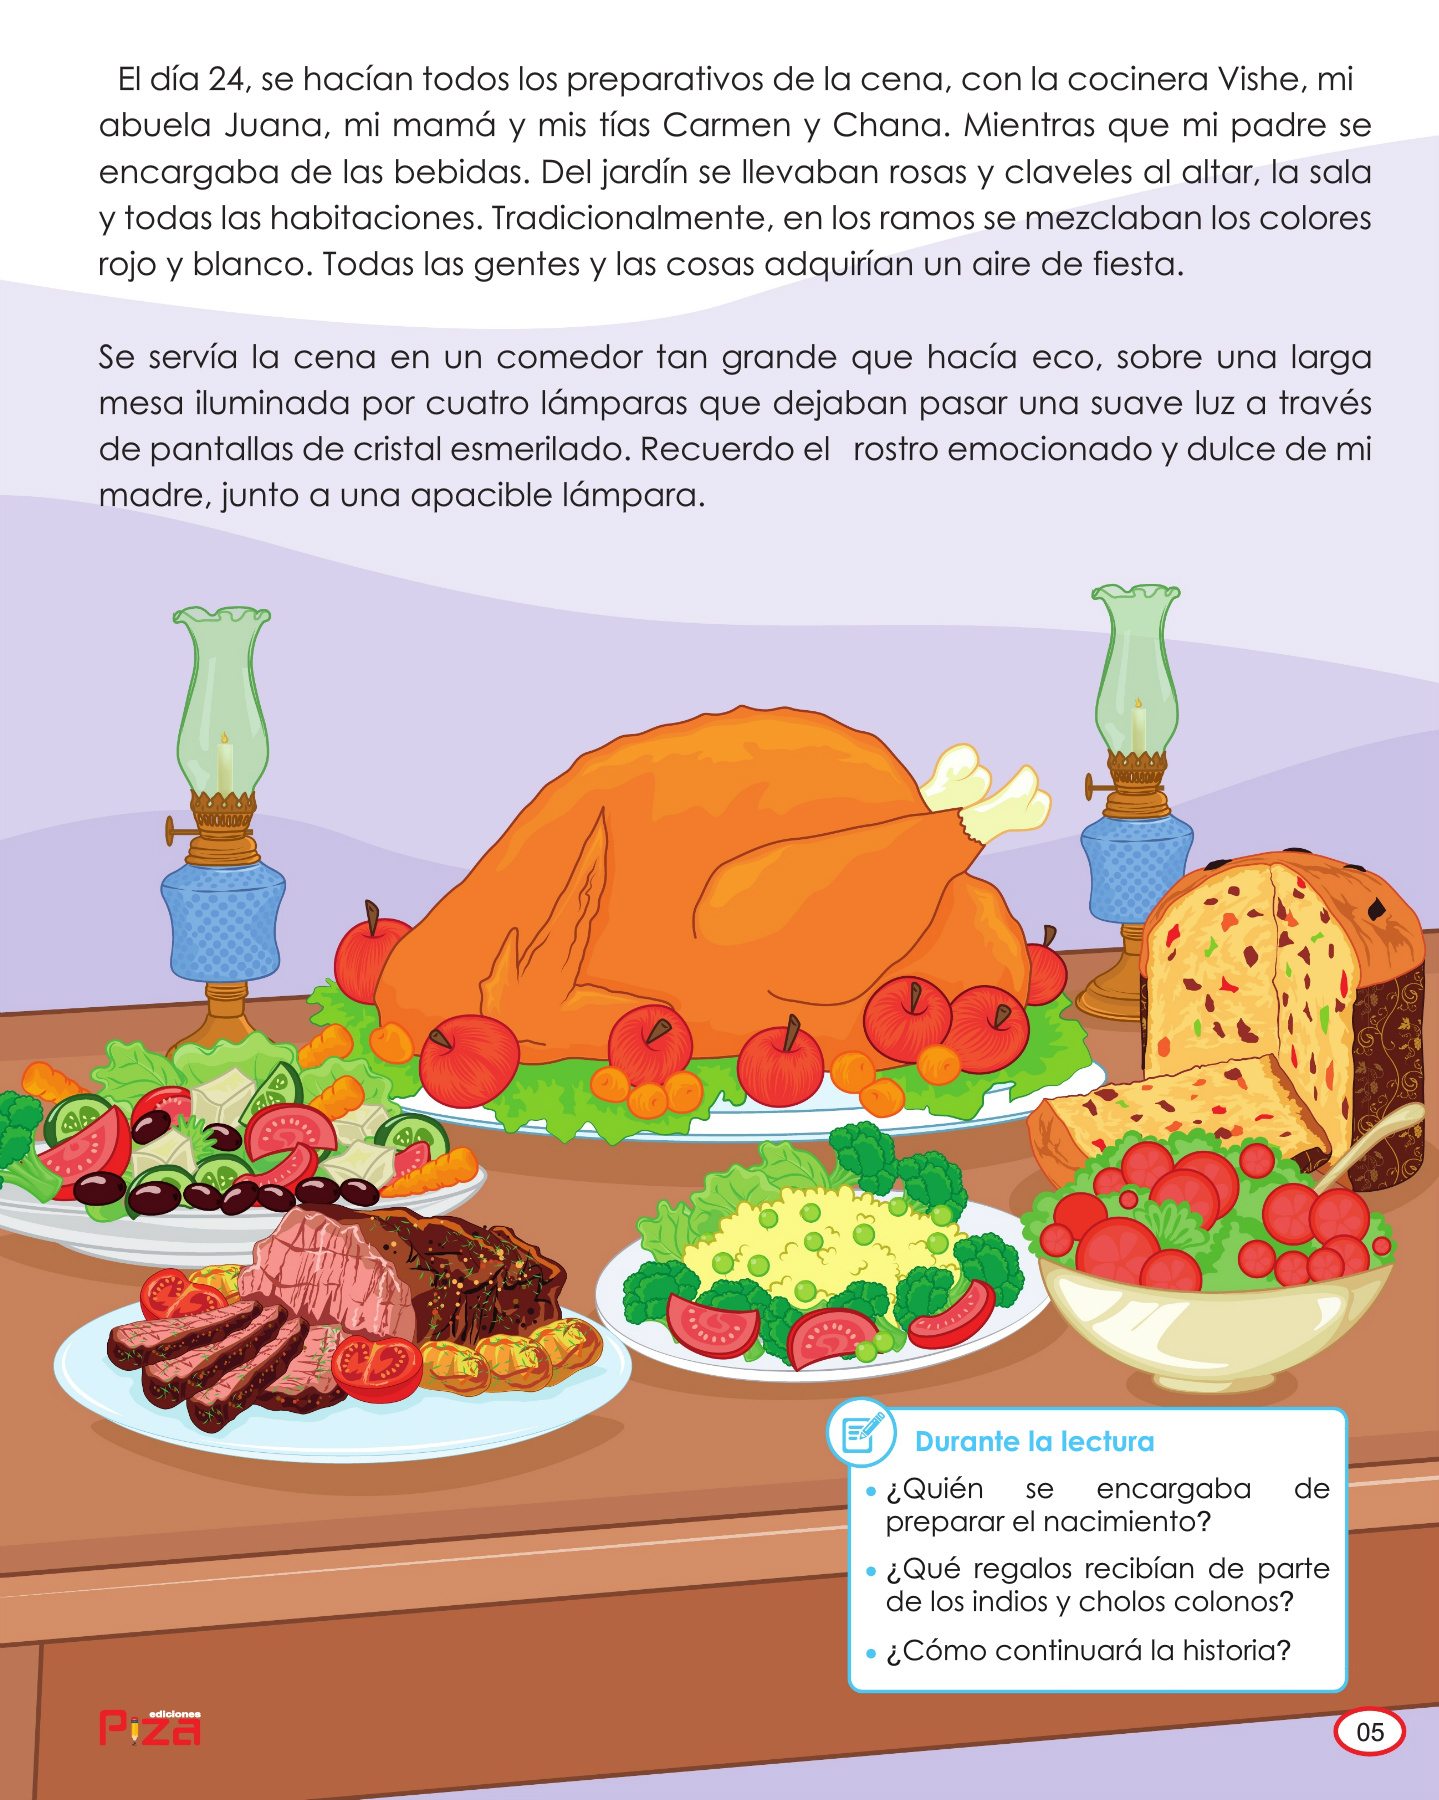 El día 24, se hacían todos los preparativos de la cena, con la cocinera Vishe, mi
abuela Juana, mi mamá y mis tías Carmen y Chana. Mientras que mi padre se
encargaba de las bebidas. Del jardín se llevaban rosas y claveles al altar, la sala
y todas las habitaciones. Tradicionalmente, en los ramos se mezclaban los colores
rojo y blanco. Todas las gentes y las cosas adquirían un aire de fiesta.
Se servía la cena en un comedor tan grande que hacía eco, sobre una larga
mesa iluminada por cuatro lámparas que dejaban pasar una suave luz a través
de pantallas de cristal esmerilado. Recuerdo el rostro emocionado y dulce de mi
madre, junto a una apacible lámpara.
Durante la lectura
• ¿Quién se encargaba de
preparar el nacimiento?
• ¿Qué regalos recibían de parte
de los indios y cholos colonos?
• ¿Cómo continuará la historia?
ediciones
Piza
05